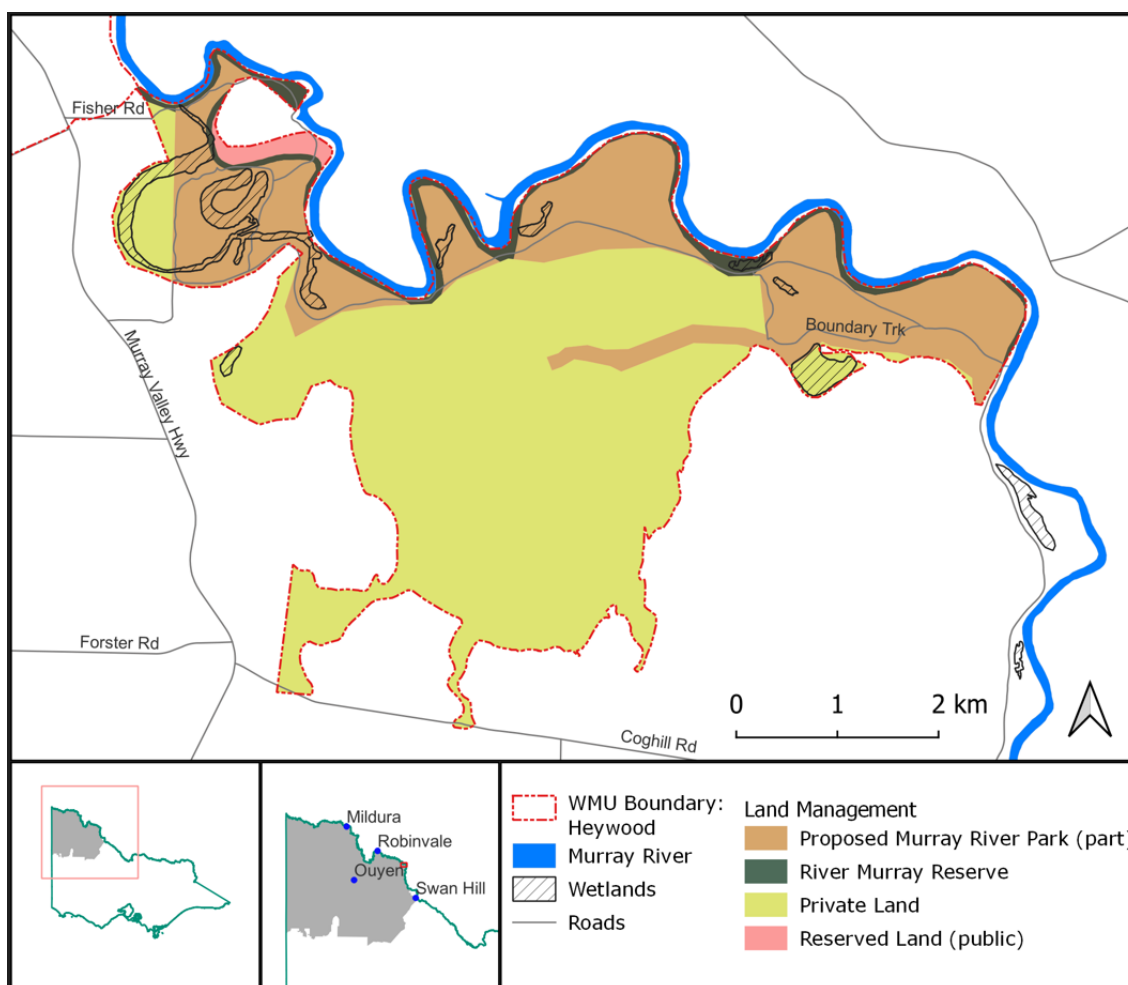 Fisher Rd
Boundary Trk
Murray Valley Hwy
Forster Rd
0 1 2 km
Coghill Rd
Mildura
Robinvale
Ouyen
Swan Hill
WMU Boundary:
Heywood
Murray River
Wetlands
Roads
Land Management
Proposed Murray River Park (part)
River Murray Reserve
Private Land
Reserved Land (public)